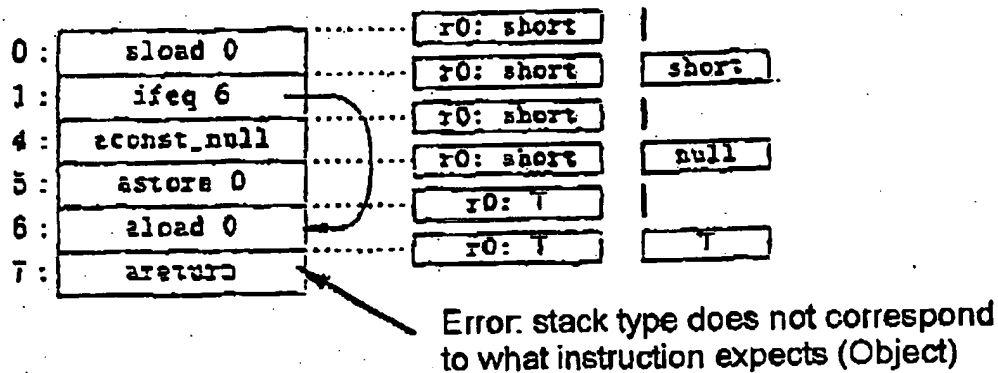 r0: short
0: sload 0
r0: short short
1: ifeq 6
r0: short
4: aconst_null
r0: short null
5: astore 0
r0: T
6: aload 0
r0: T T
7: areturn
Error: stack type does not correspond
to what instruction expects (Object)